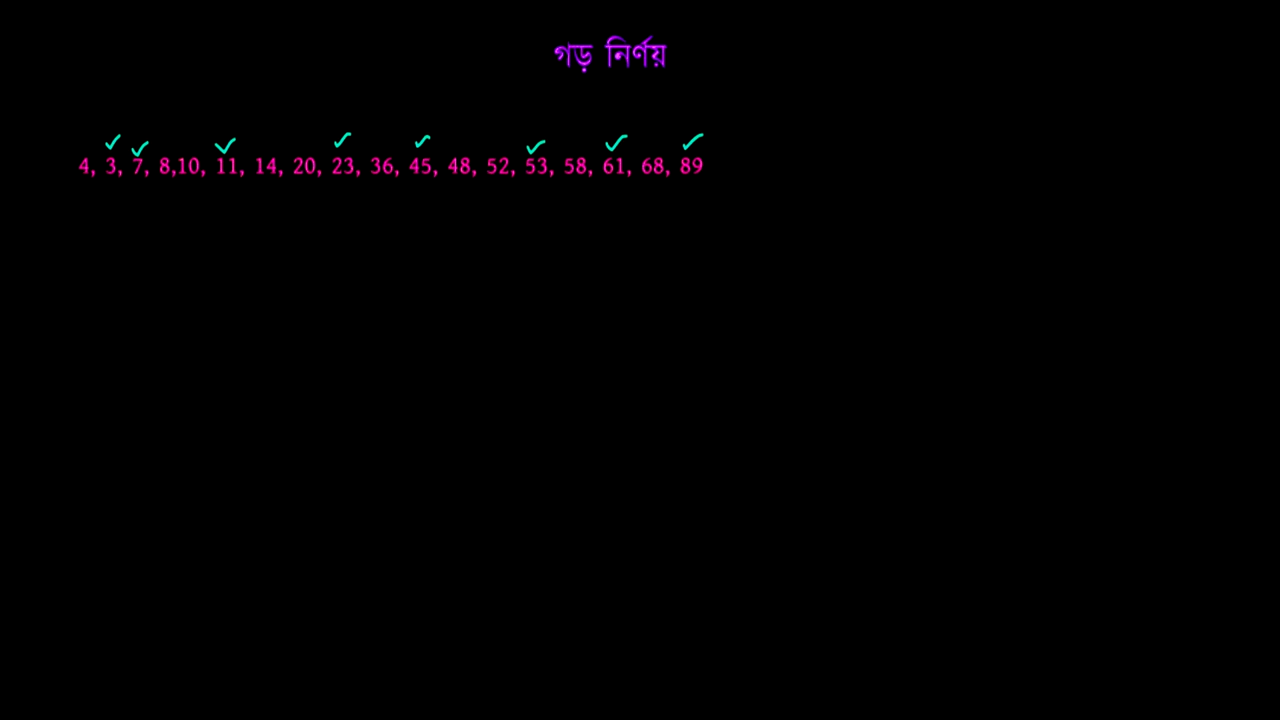 গড় নির্ণয়
4, 3, 7, 8,10, 11, 14, 20, 23, 36, 45, 48, 52, 53, 58, 61, 68, 89